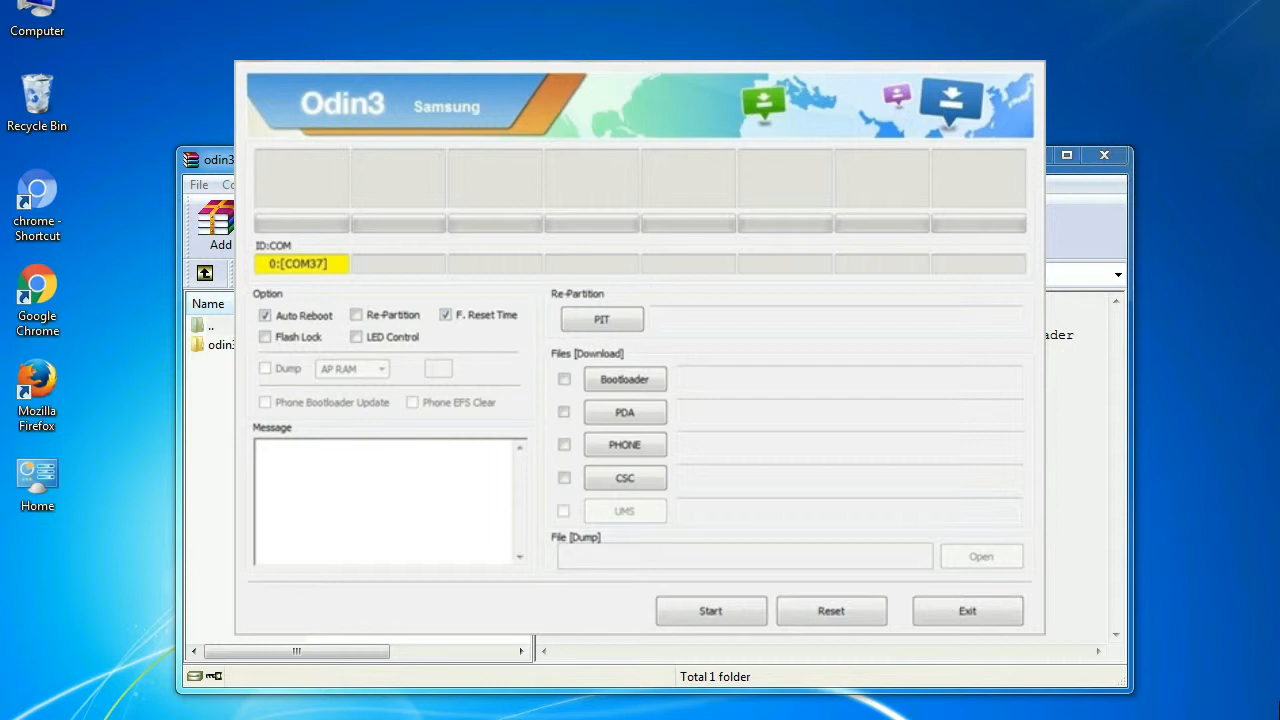 Computer
Recycle Bin
chrome -
Shortcut
Google
Chrome
Mozilla
Firefox
Home
odin3
File
Add
Name
..
odin3
ader
Total 1 folder
Odin3 Samsung
ID:COM
0:[COM37]
Option
Auto Reboot Re-Partition F. Reset Time
Flash Lock LED Control
Dump AP RAM
Phone Bootloader Update Phone EFS Clear
Message
Re-Partition
PIT
Files [Download]
Bootloader
PDA
PHONE
CSC
UMS
File [Dump]
Open
Start Reset Exit